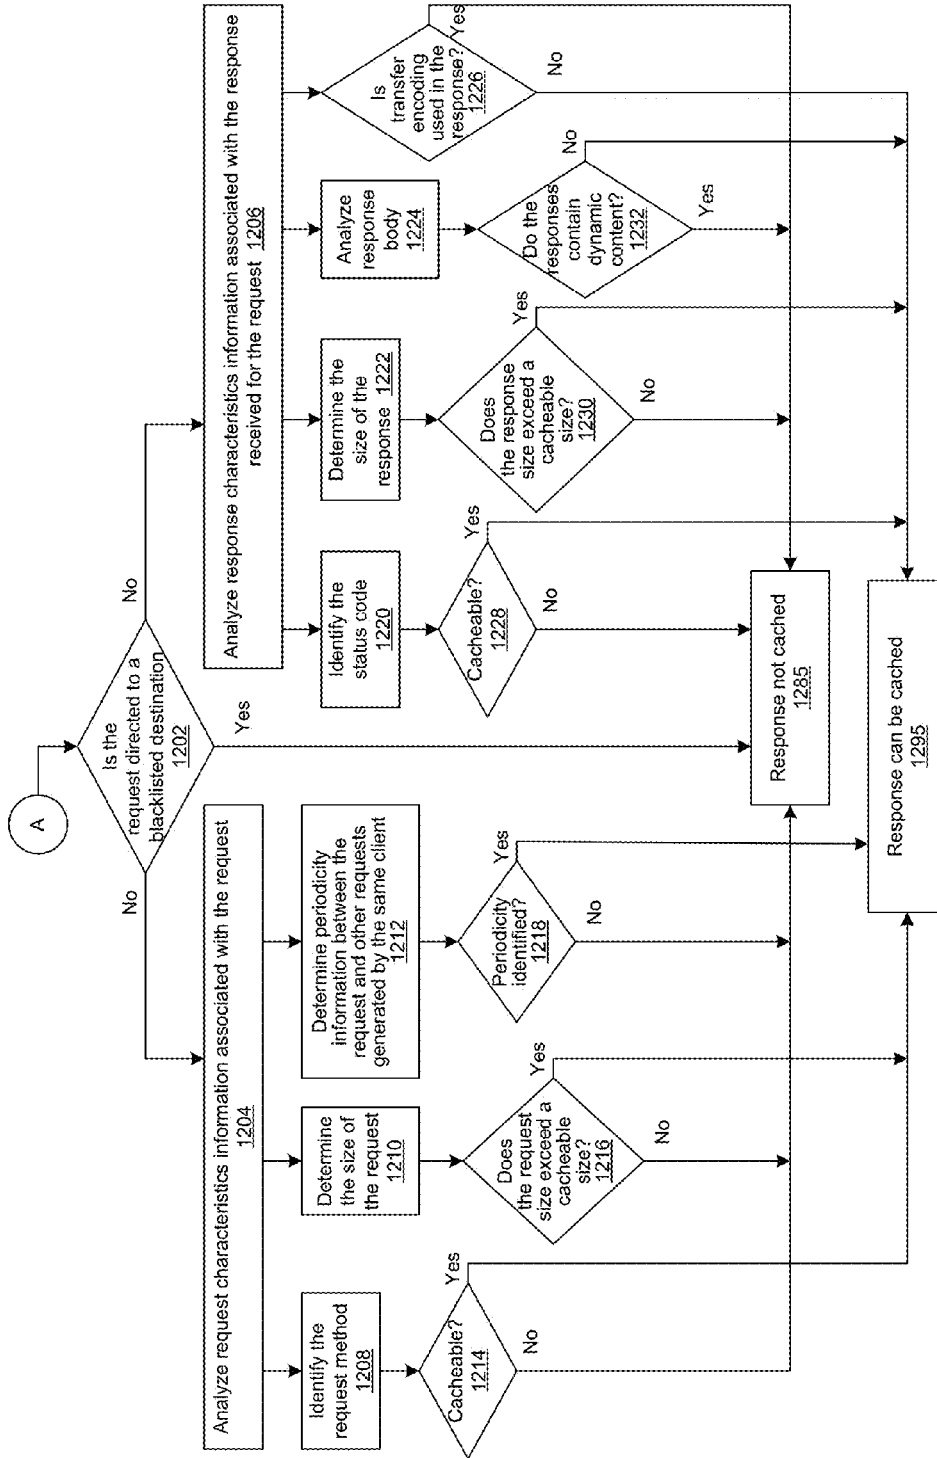 A
Is the
request directed to a
blacklisted destination
1202
No
No
Yes
Analyze request characteristics information associated with the request
1204
Analyze response characteristics information associated with the response
received for the request 1206
Identify the
request method
1208
Determine
the size of
the request
1210
Determine periodicity
information between the
request and other requests
generated by the same client
1212
Identify the
status code
1220
Determine the
size of the
response 1222
Analyze
response
body
1224
Is
transfer
encoding
used in the
response?
1226
Yes
No
Cacheable?
1214
Yes
No
Does
the request
size exceed a
cacheable
size?
1216
Yes
No
Periodicity
identified?
1218
Yes
No
Cacheable?
1228
Yes
No
Does
the response
size exceed a
cacheable
size?
1230
Yes
No
Do the
responses
contain
dynamic
content?
1232
No
Yes
Response not cached
1285
Response can be cached
1295